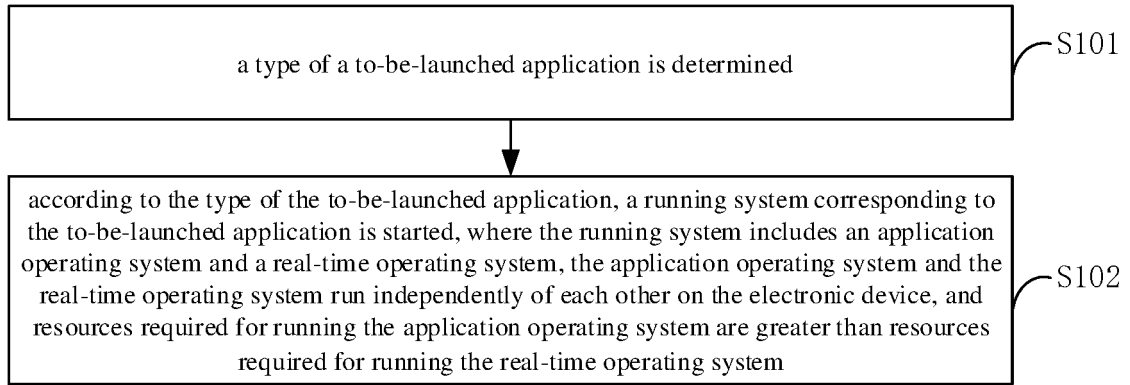 a type of a to-be-launched application is determined
S101
according to the type of the to-be-launched application, a running system corresponding to
the to-be-launched application is started, where the running system includes an application
operating system and a real-time operating system, the application operating system and the
real-time operating system run independently of each other on the electronic device, and
resources required for running the application operating system are greater than resources
required for running the real-time operating system
S102